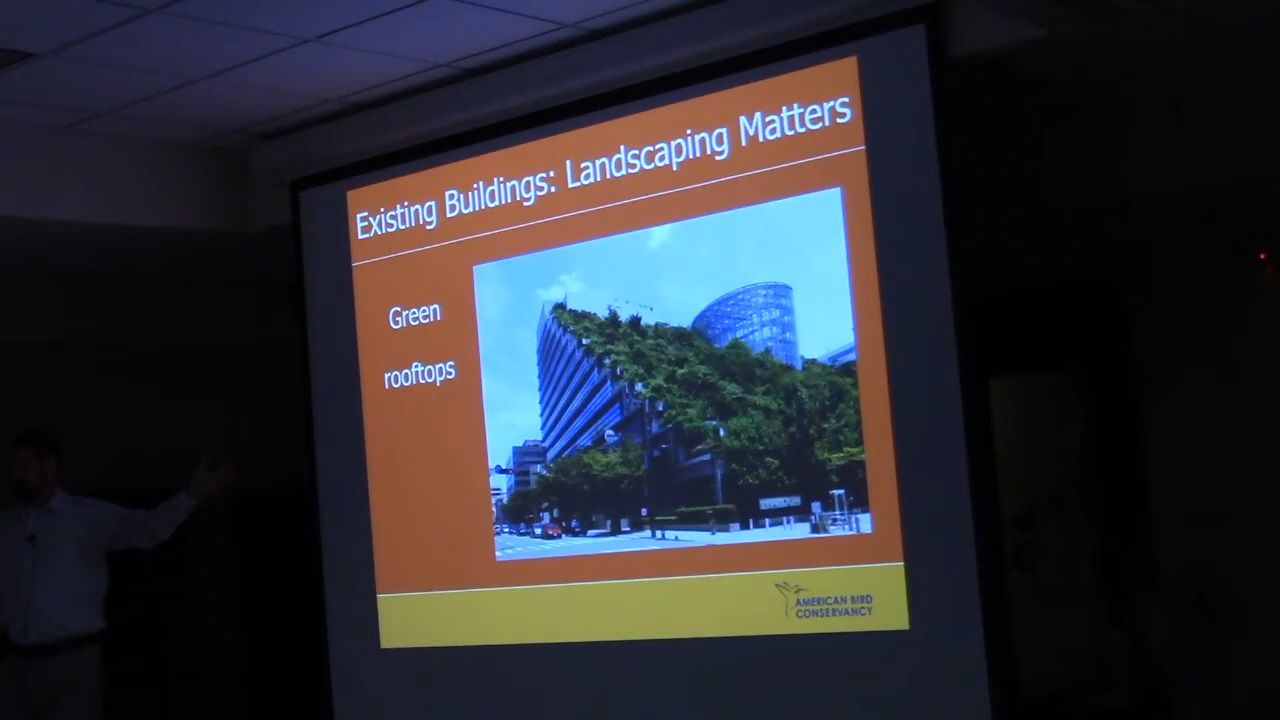 Existing Buildings: Landscaping Matters
Green
rooftops
AMERICAN BIRD
CONSERVANCY